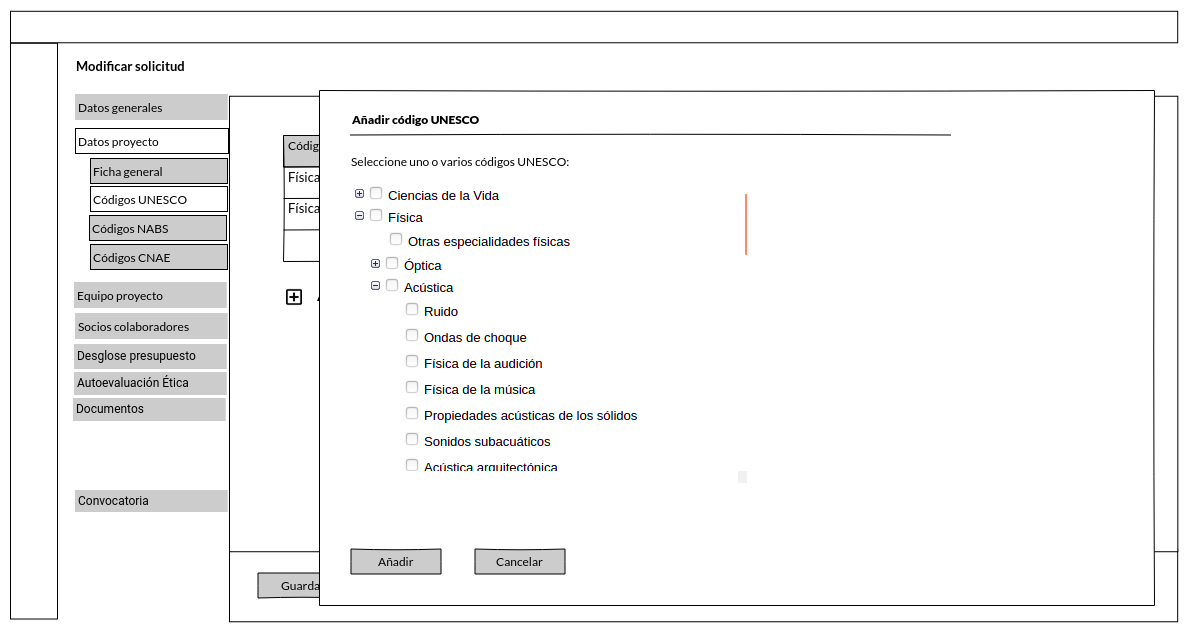 Modificar solicitud
Datos generales
Datos proyecto
Ficha general
Códigos UNESCO
Códigos NABS
Códigos CNAE
Equipo proyecto
Socios colaboradores
Desglose presupuesto
Autoevaluación Ética
Documentos
Convocatoria
Códig
Física
Física
Guarda
Añadir código UNESCO
Seleccione uno o varios códigos UNESCO:
Ciencias de la Vida
Física
Otras especialidades físicas
Óptica
Acústica
Ruido
Ondas de choque
Física de la audición
Física de la música
Propiedades acústicas de los sólidos
Sonidos subacuáticos
Acústica arquitectónica
Añadir
Cancelar